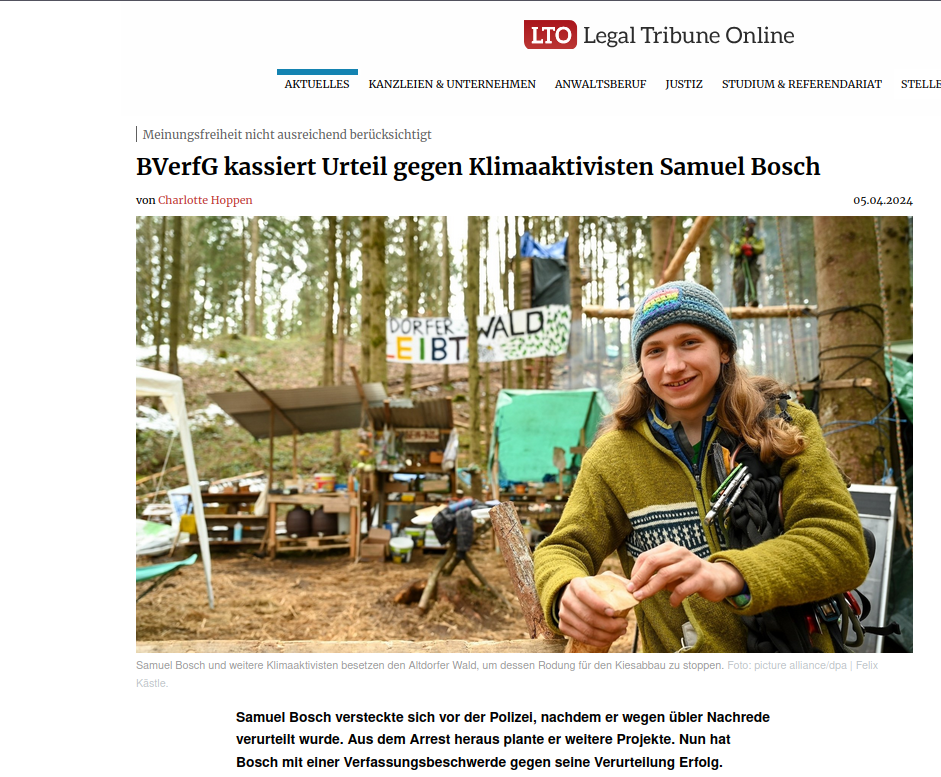 LTO Legal Tribune Online
AKTUELLES KANZLEIEN & UNTERNEHMEN ANWALTSBERUF JUSTIZ STUDIUM & REFERENDARIAT STELLE
Meinungsfreiheit nicht ausreichend berücksichtigt
BVerfG kassiert Urteil gegen Klimaaktivisten Samuel Bosch
von Charlotte Hoppen 05.04.2024
DORFER WALD
LEIBT
Samuel Bosch und weitere Klimaaktivisten besetzen den Altdorfer Wald, um dessen Rodung für den Kiesabbau zu stoppen. Foto: picture alliance/dpa | Felix
Kästle.
Samuel Bosch versteckte sich vor der Polizei, nachdem er wegen übler Nachrede
verurteilt wurde. Aus dem Arrest heraus plante er weitere Projekte. Nun hat
Bosch mit einer Verfassungsbeschwerde gegen seine Verurteilung Erfolg.